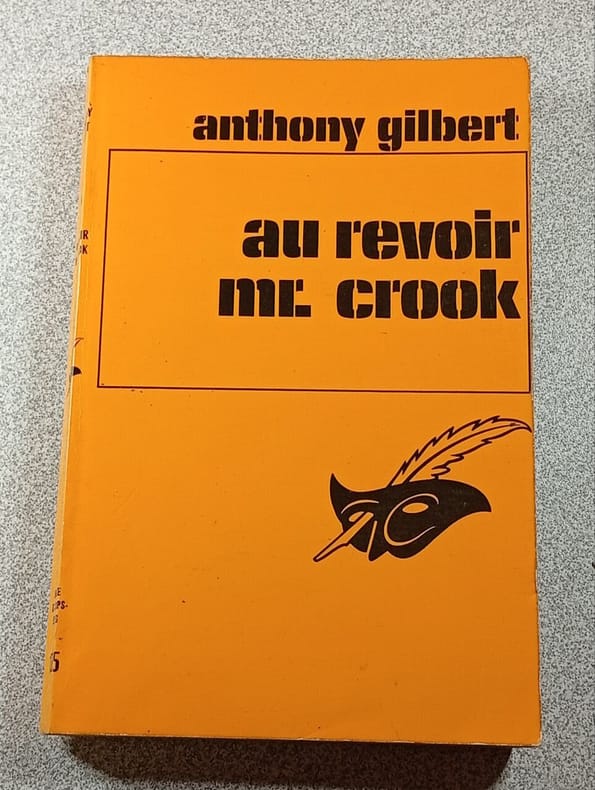 anthony gilbert
au revoir
mr. crook